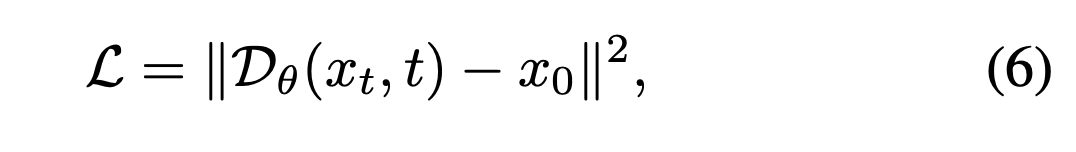 ℒ = ‖𝒟_θ(x_t, t) − x_0‖², (6)